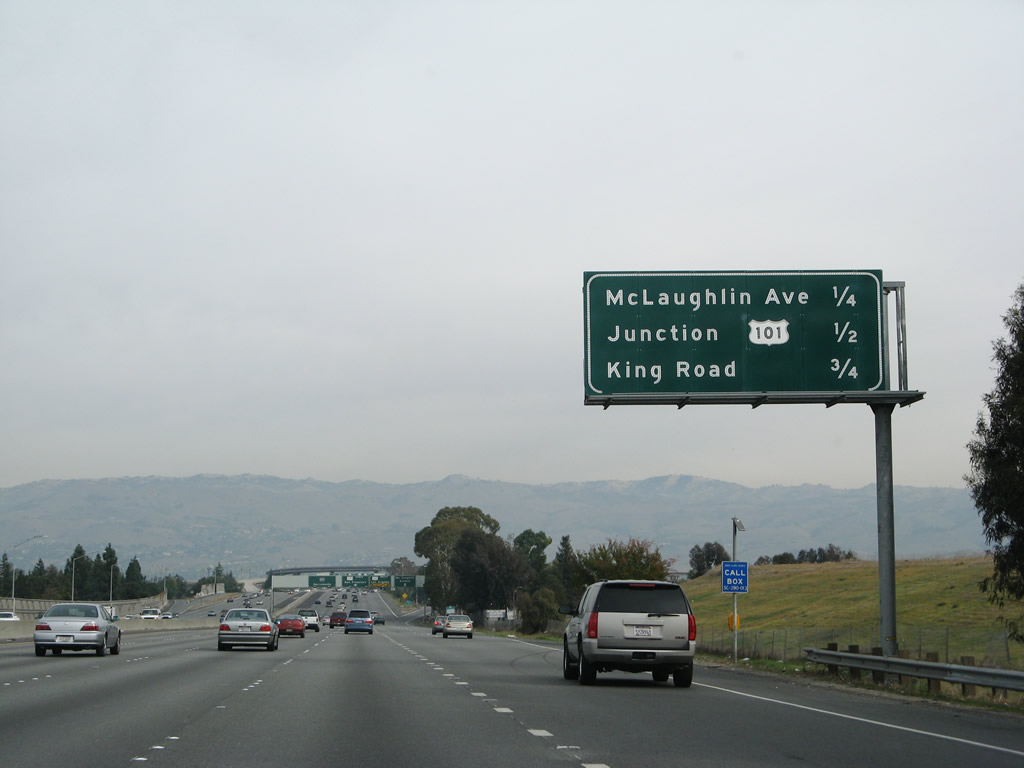 McLaughlin Ave 1/4
Junction 101 1/2
King Road 3/4
CALL
BOX